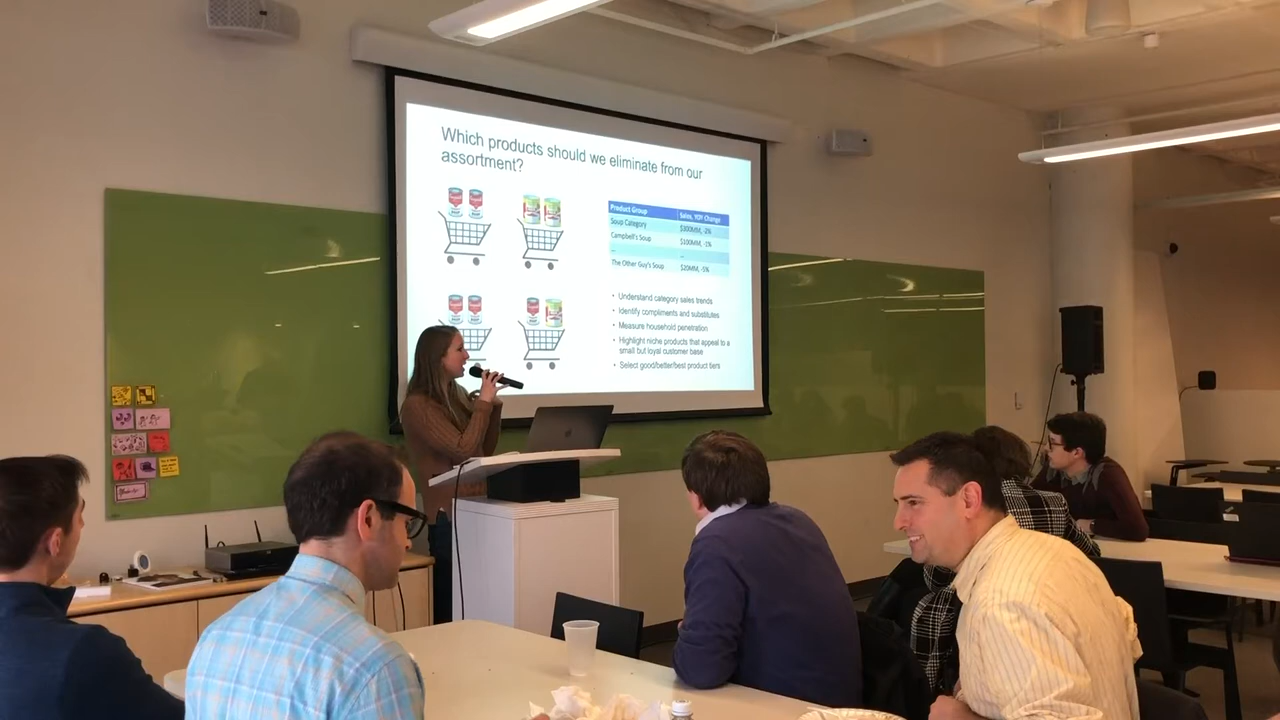 Which products should we eliminate from our
assortment?
Product Group Sales, YOY Change
Soup Category $300MM, -2%
Campbell's Soup $100MM, -1%
... ...
The Other Guy's Soup $20MM, -5%
• Understand category sales trends
• Identify compliments and substitutes
• Measure household penetration
• Highlight niche products that appeal to a
small but loyal customer base
• Select good/better/best product tiers